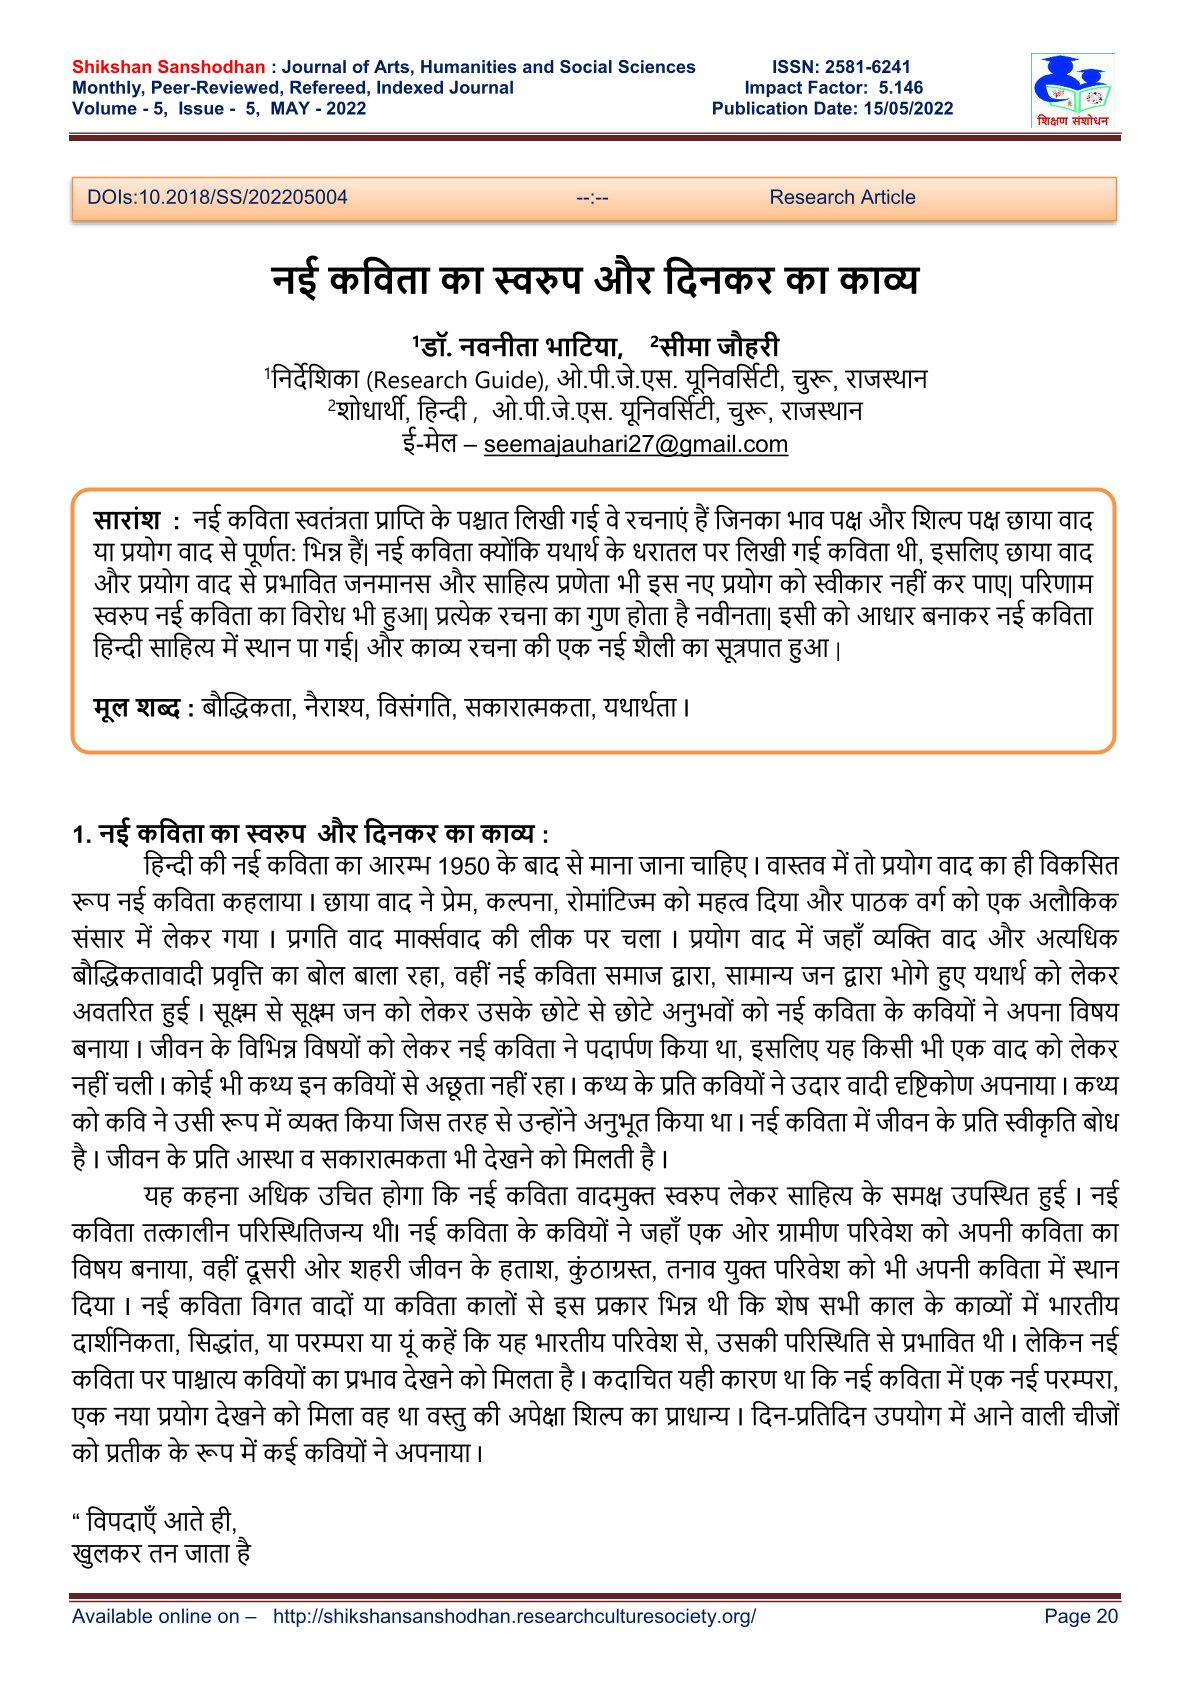 Shikshan Sanshodhan : Journal of Arts, Humanities and Social Sciences ISSN: 2581-6241
Monthly, Peer-Reviewed, Refereed, Indexed Journal Impact Factor: 5.146
Volume - 5, Issue - 5, MAY - 2022 Publication Date: 15/05/2022
शिक्षण संशोधन
DOIs:10.2018/SS/202205004 --:-- Research Article
नई कविता का स्वरुप और दिनकर का काव्य
¹डॉ. नवनीता भाटिया, ²सीमा जौहरी
¹निर्देशिका (Research Guide), ओ.पी.जे.एस. यूनिवर्सिटी, चुरू, राजस्थान
²शोधार्थी, हिन्दी , ओ.पी.जे.एस. यूनिवर्सिटी, चुरू, राजस्थान
ई-मेल – seemajauhari27@gmail.com
सारांश : नई कविता स्वतंत्रता प्राप्ति के पश्चात लिखी गई वे रचनाएं हैं जिनका भाव पक्ष और शिल्प पक्ष छाया वाद
या प्रयोग वाद से पूर्णत: भिन्न हैं| नई कविता क्योंकि यथार्थ के धरातल पर लिखी गई कविता थी, इसलिए छाया वाद
और प्रयोग वाद से प्रभावित जनमानस और साहित्य प्रणेता भी इस नए प्रयोग को स्वीकार नहीं कर पाए| परिणाम
स्वरुप नई कविता का विरोध भी हुआ| प्रत्येक रचना का गुण होता है नवीनता| इसी को आधार बनाकर नई कविता
हिन्दी साहित्य में स्थान पा गई| और काव्य रचना की एक नई शैली का सूत्रपात हुआ |
मूल शब्द : बौद्धिकता, नैराश्य, विसंगति, सकारात्मकता, यथार्थता ।
1. नई कविता का स्वरुप और दिनकर का काव्य :
हिन्दी की नई कविता का आरम्भ 1950 के बाद से माना जाना चाहिए । वास्तव में तो प्रयोग वाद का ही विकसित
रूप नई कविता कहलाया । छाया वाद ने प्रेम, कल्पना, रोमांटिज्म को महत्व दिया और पाठक वर्ग को एक अलौकिक
संसार में लेकर गया । प्रगति वाद मार्क्सवाद की लीक पर चला । प्रयोग वाद में जहाँ व्यक्ति वाद और अत्यधिक
बौद्धिकतावादी प्रवृत्ति का बोल बाला रहा, वहीं नई कविता समाज द्वारा, सामान्य जन द्वारा भोगे हुए यथार्थ को लेकर
अवतरित हुई । सूक्ष्म से सूक्ष्म जन को लेकर उसके छोटे से छोटे अनुभवों को नई कविता के कवियों ने अपना विषय
बनाया । जीवन के विभिन्न विषयों को लेकर नई कविता ने पदार्पण किया था, इसलिए यह किसी भी एक वाद को लेकर
नहीं चली । कोई भी कथ्य इन कवियों से अछूता नहीं रहा । कथ्य के प्रति कवियों ने उदार वादी दृष्टिकोण अपनाया । कथ्य
को कवि ने उसी रूप में व्यक्त किया जिस तरह से उन्होंने अनुभूत किया था । नई कविता में जीवन के प्रति स्वीकृति बोध
है । जीवन के प्रति आस्था व सकारात्मकता भी देखने को मिलती है ।
यह कहना अधिक उचित होगा कि नई कविता वादमुक्त स्वरुप लेकर साहित्य के समक्ष उपस्थित हुई । नई
कविता तत्कालीन परिस्थितिजन्य थी। नई कविता के कवियों ने जहाँ एक ओर ग्रामीण परिवेश को अपनी कविता का
विषय बनाया, वहीं दूसरी ओर शहरी जीवन के हताश, कुंठाग्रस्त, तनाव युक्त परिवेश को भी अपनी कविता में स्थान
दिया । नई कविता विगत वादों या कविता कालों से इस प्रकार भिन्न थी कि शेष सभी काल के काव्यों में भारतीय
दार्शनिकता, सिद्धांत, या परम्परा या यूं कहें कि यह भारतीय परिवेश से, उसकी परिस्थिति से प्रभावित थी । लेकिन नई
कविता पर पाश्चात्य कवियों का प्रभाव देखने को मिलता है । कदाचित यही कारण था कि नई कविता में एक नई परम्परा,
एक नया प्रयोग देखने को मिला वह था वस्तु की अपेक्षा शिल्प का प्राधान्य । दिन-प्रतिदिन उपयोग में आने वाली चीजों
को प्रतीक के रूप में कई कवियों ने अपनाया ।
“ विपदाएँ आते ही,
खुलकर तन जाता है
Available online on – http://shikshansanshodhan.researchculturesociety.org/ Page 20